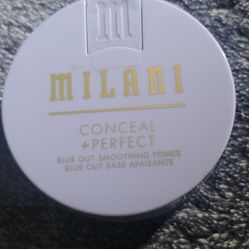 m
MILANI
CONCEAL
+PERFECT
BLUR OUT SMOOTHING PRIMER
BLUR OUT BASE APAISANTE